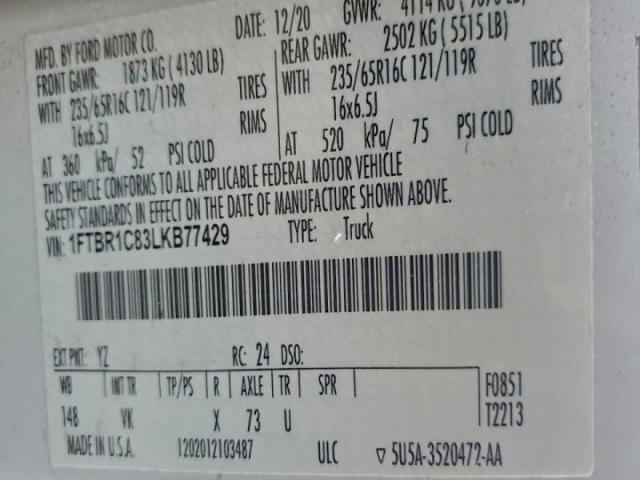 MFD. BY FORD MOTOR CO. DATE: 12/20 GVWR: 4114 KG
FRONT GAWR: 1873 KG ( 4130 LB) REAR GAWR: 2502 KG ( 5515 LB)
WITH 235/65R16C 121/119R TIRES WITH 235/65R16C 121/119R TIRES
16x6.5J RIMS 16x6.5J RIMS
AT 360 kPa/ 52 PSI COLD AT 520 kPa/ 75 PSI COLD
THIS VEHICLE CONFORMS TO ALL APPLICABLE FEDERAL MOTOR VEHICLE
SAFETY STANDARDS IN EFFECT ON THE DATE OF MANUFACTURE SHOWN ABOVE.
VIN: 1FTBR1C83LKB77429 TYPE: Truck
EXT PNT: YZ RC: 24 DSO:
WB INT TR TP/PS R AXLE TR SPR F0851
148 VK X 73 U T2213
MADE IN U.S.A. 1202012103487 ULC ▽ 5U5A-3520472-AA